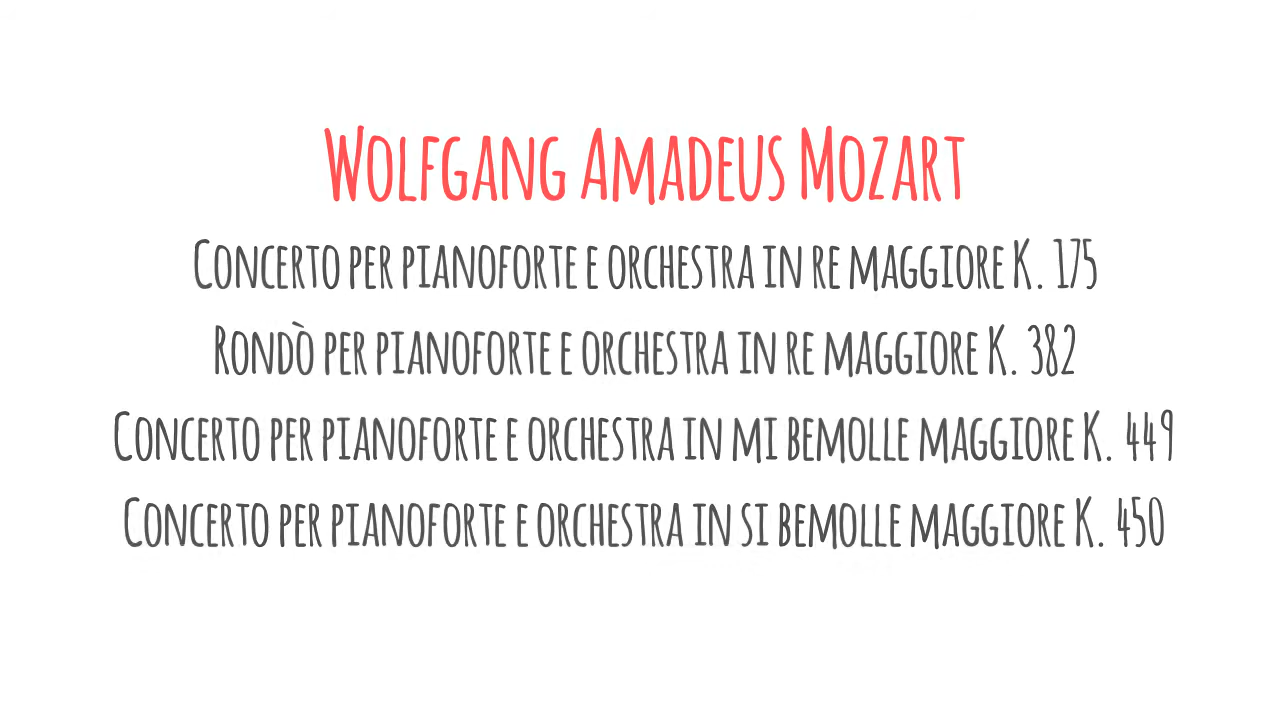 Wolfgang Amadeus Mozart
Concerto per pianoforte e orchestra in re maggiore K. 175
Rondò per pianoforte e orchestra in re maggiore K. 382
Concerto per pianoforte e orchestra in mi bemolle maggiore K. 449
Concerto per pianoforte e orchestra in si bemolle maggiore K. 450